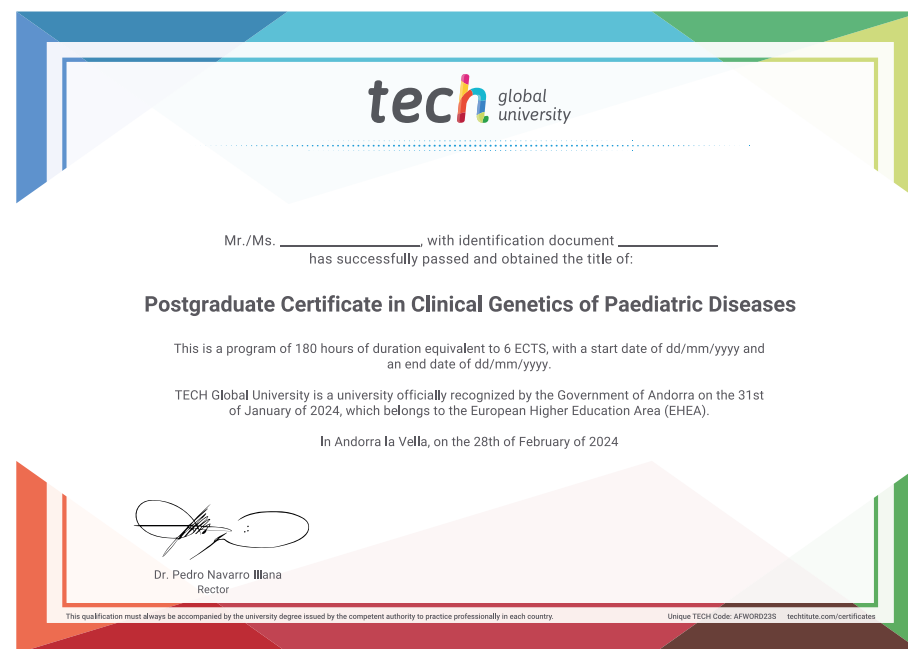 tech global university
Mr./Ms. ____________________, with identification document ______________
has successfully passed and obtained the title of:
Postgraduate Certificate in Clinical Genetics of Paediatric Diseases
This is a program of 180 hours of duration equivalent to 6 ECTS, with a start date of dd/mm/yyyy and
an end date of dd/mm/yyyy.
TECH Global University is a university officially recognized by the Government of Andorra on the 31st
of January of 2024, which belongs to the European Higher Education Area (EHEA).
In Andorra la Vella, on the 28th of February of 2024
Dr. Pedro Navarro Illana
Rector
This qualification must always be accompanied by the university degree issued by the competent authority to practice professionally in each country.
Unique TECH Code: AFWORD23S techtitute.com/certificates